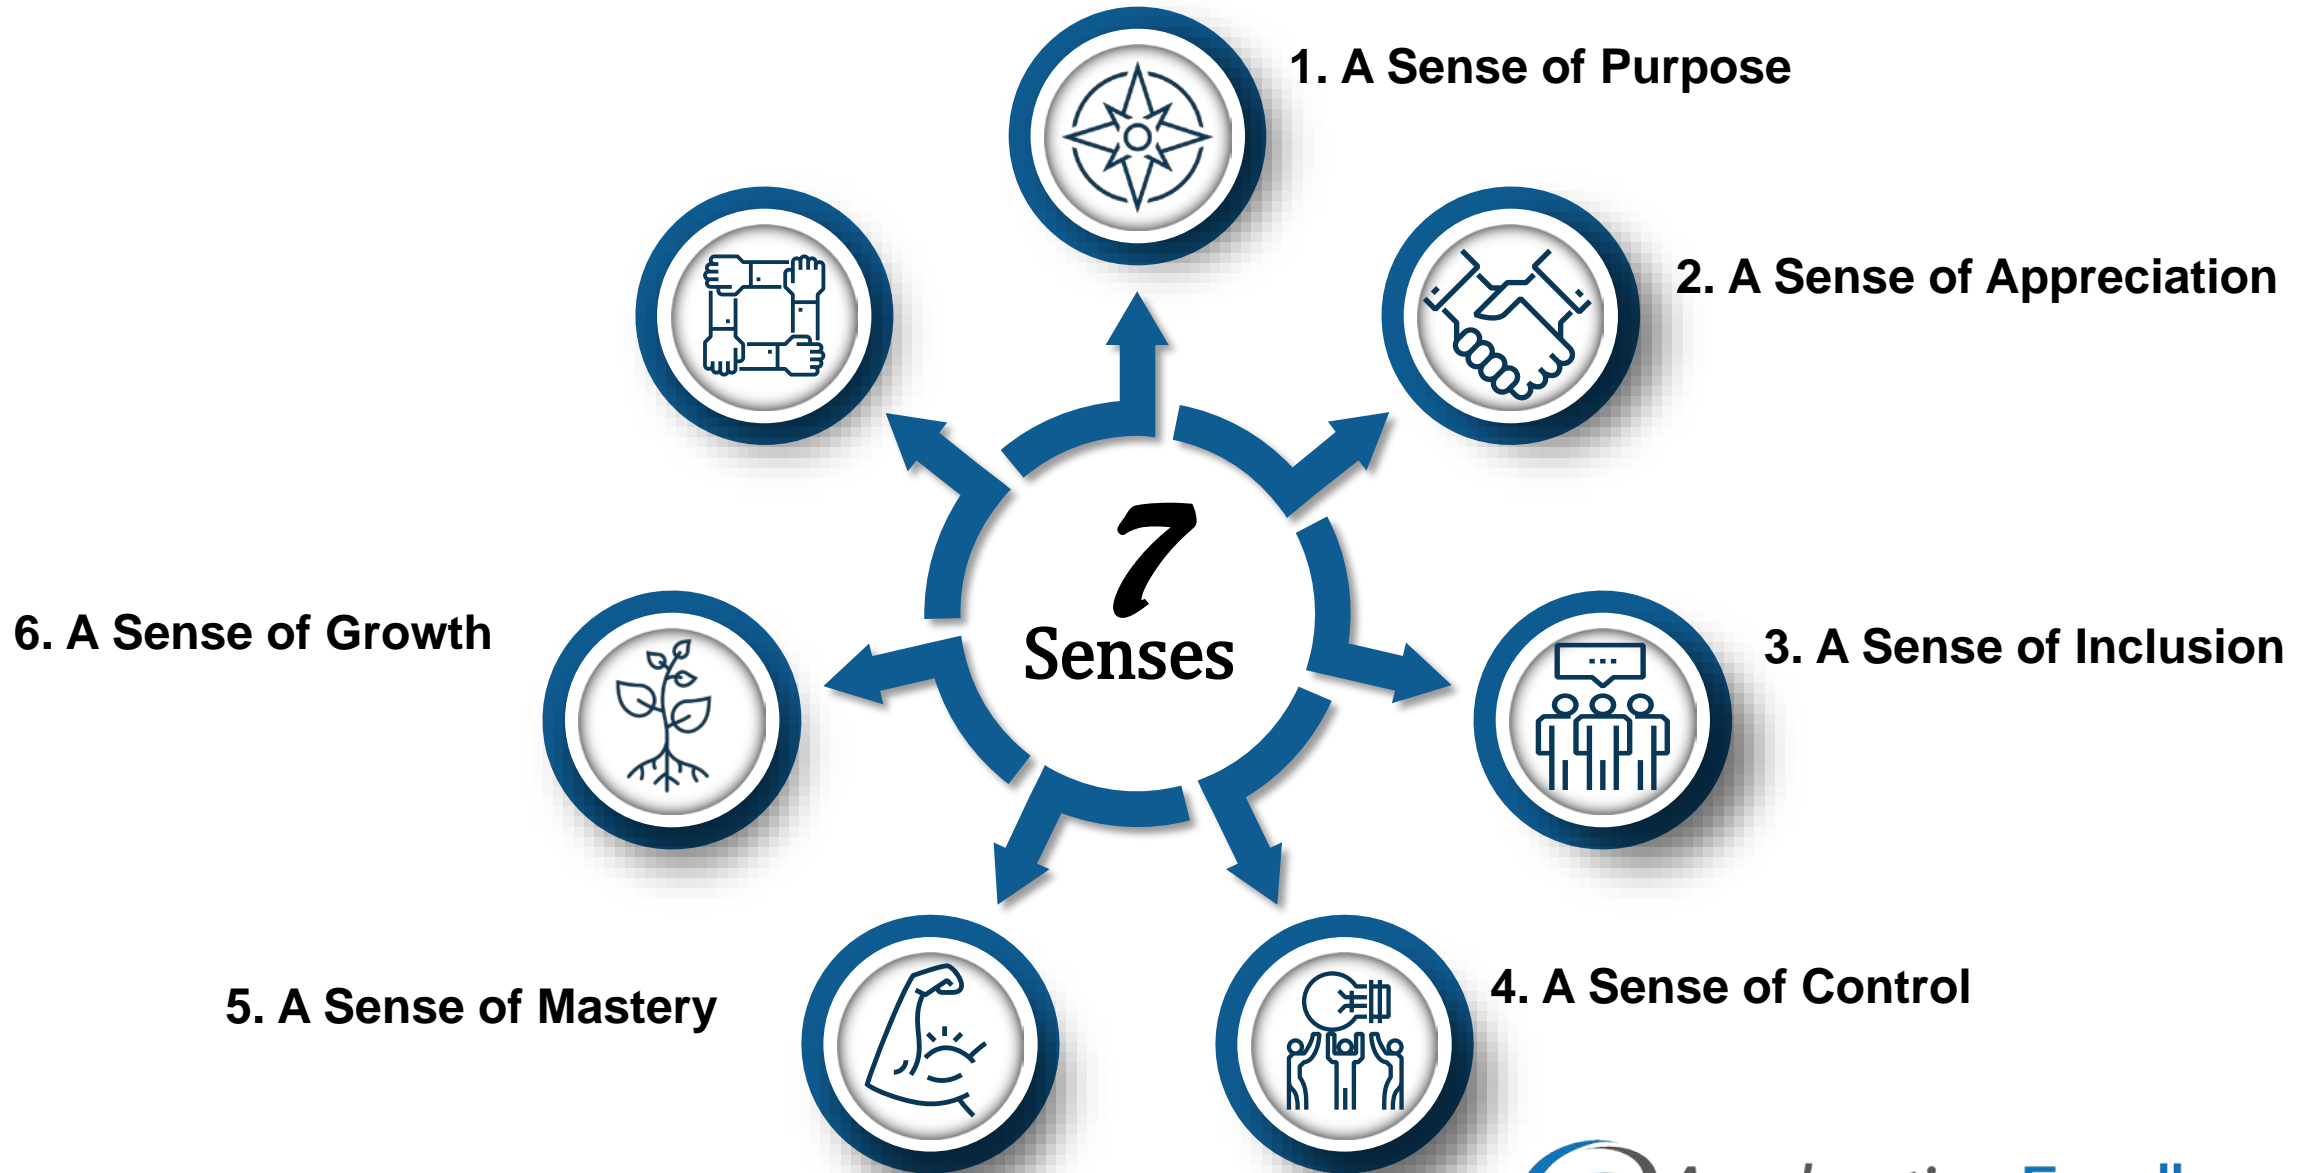 1. A Sense of Purpose
2. A Sense of Appreciation
7
Senses
6. A Sense of Growth
3. A Sense of Inclusion
5. A Sense of Mastery
4. A Sense of Control